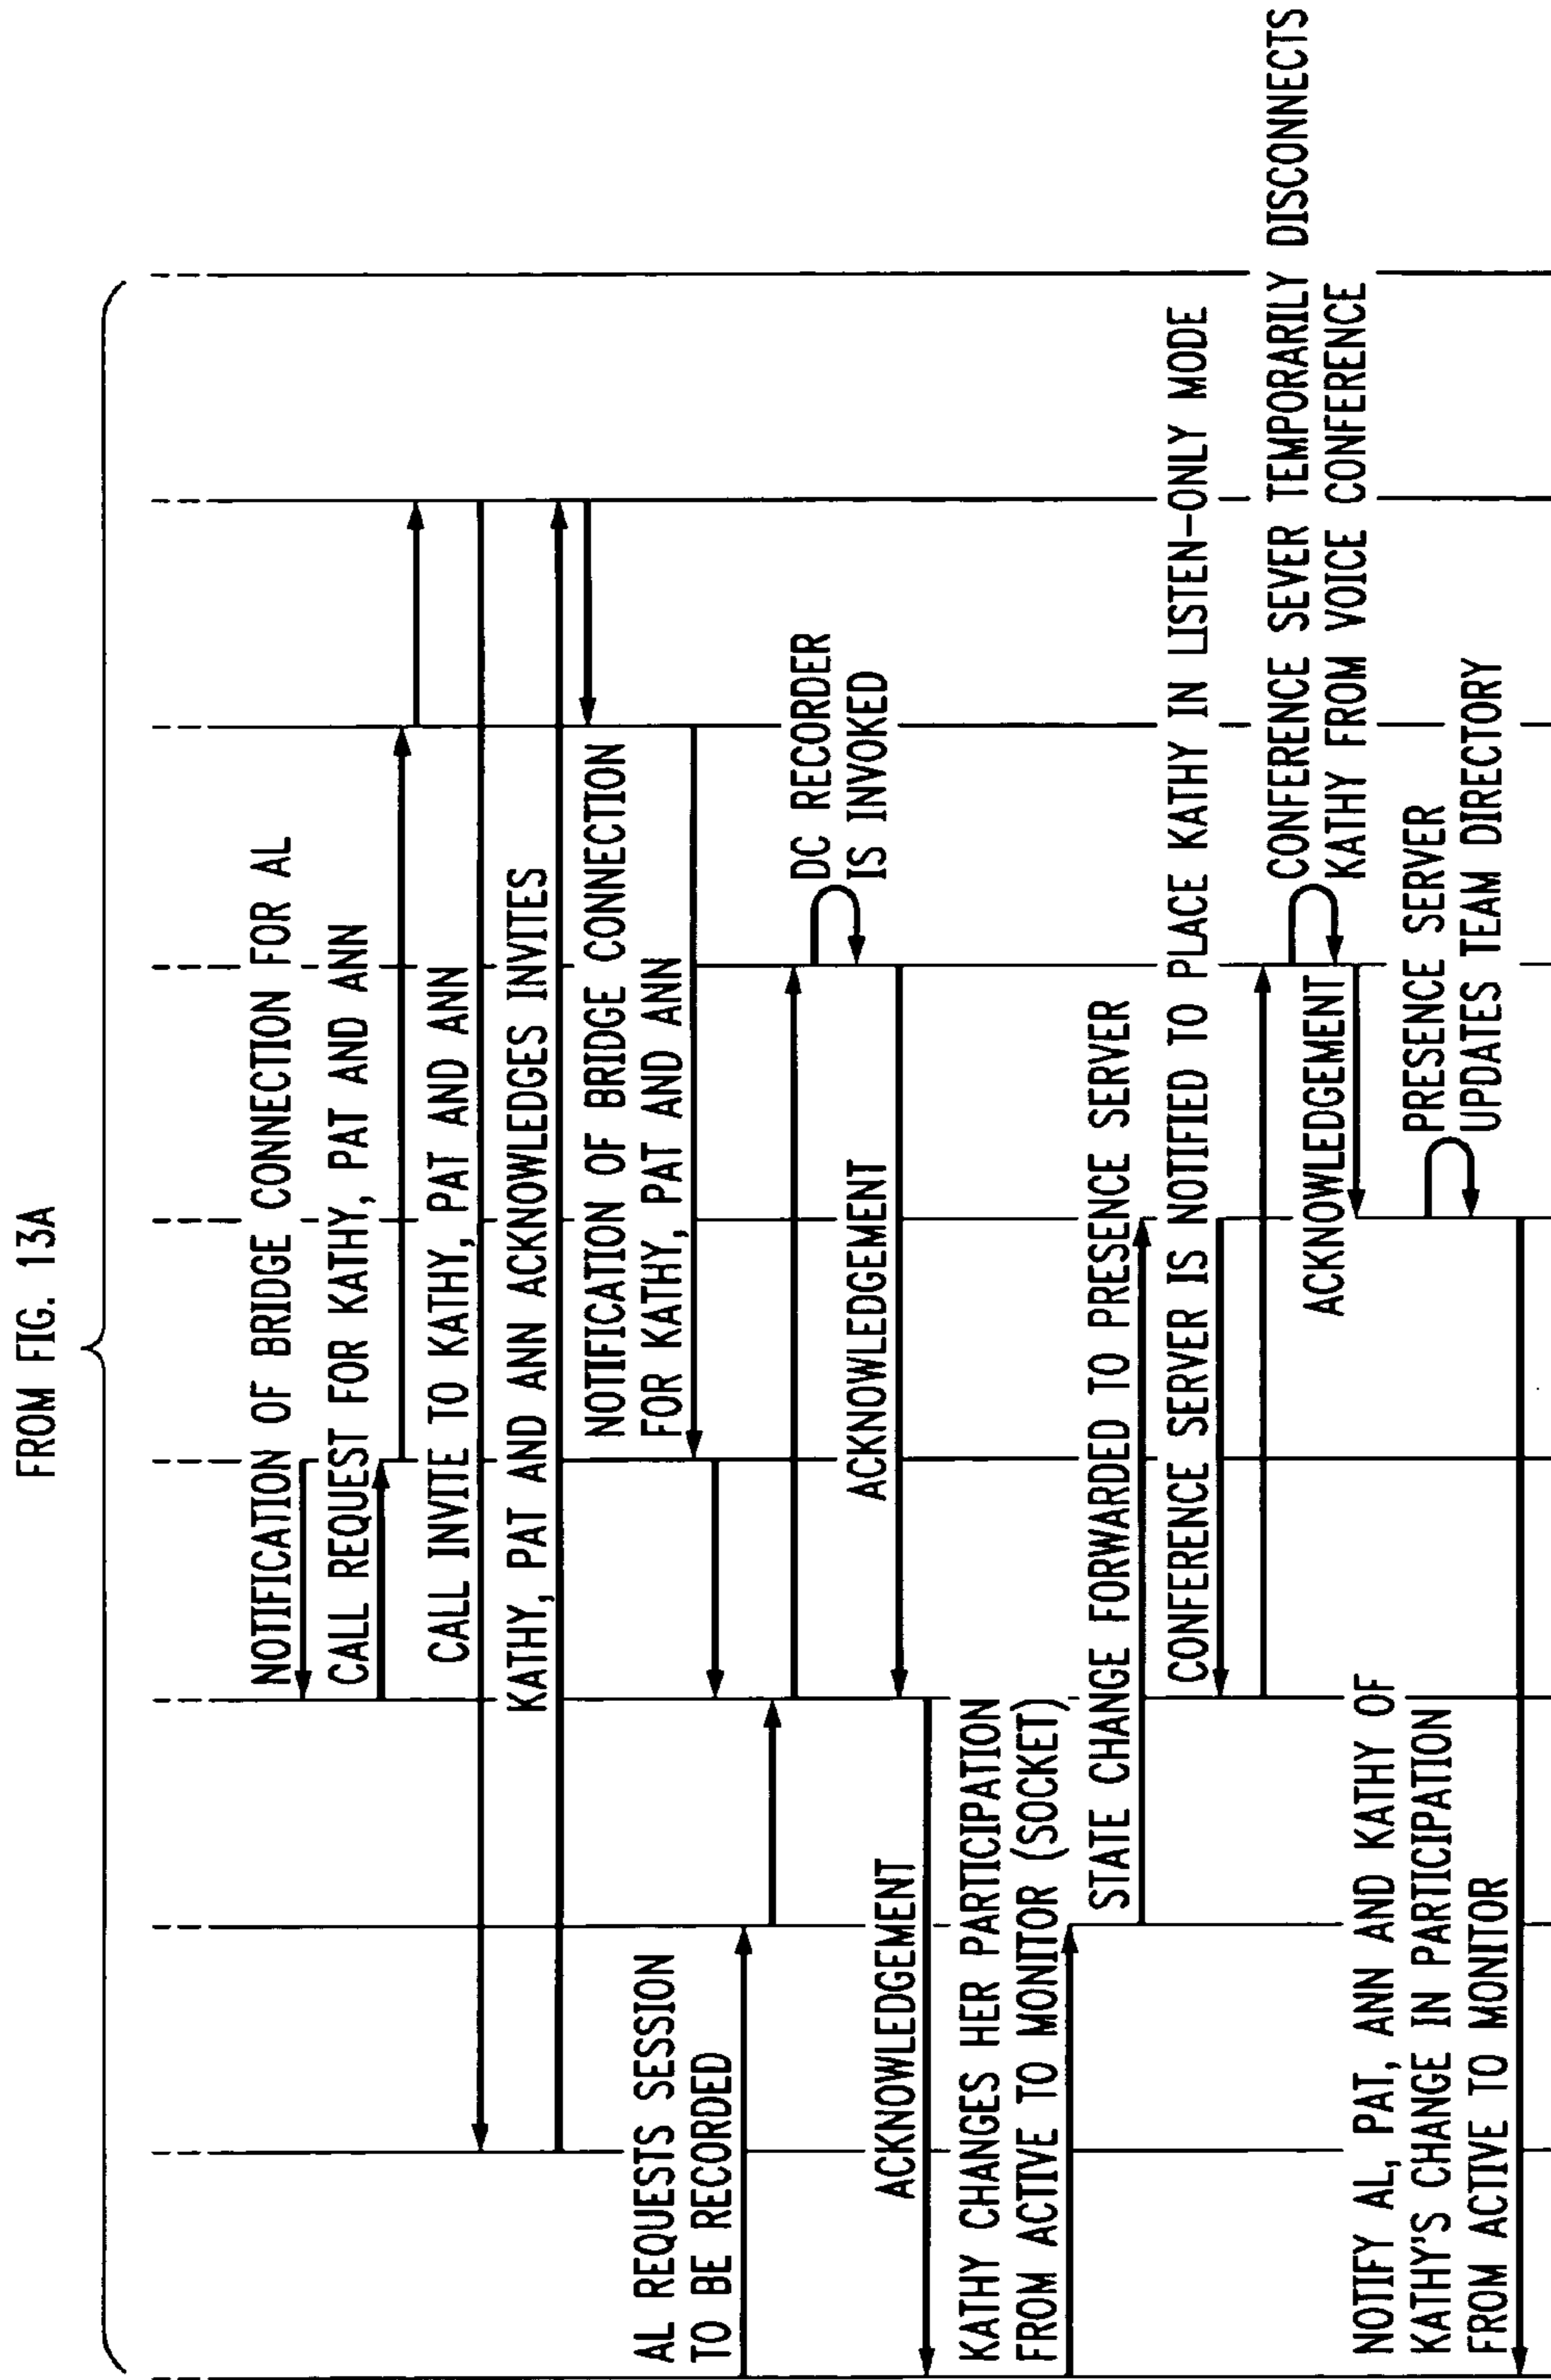 FROM FIG. 13A
NOTIFICATION OF BRIDGE CONNECTION FOR AL
CALL REQUEST FOR KATHY, PAT AND ANN
CALL INVITE TO KATHY, PAT AND ANN
KATHY, PAT AND ANN ACKNOWLEDGES INVITES
NOTIFICATION OF BRIDGE CONNECTION
FOR KATHY, PAT AND ANN
AL REQUESTS SESSION
TO BE RECORDED
DC RECORDER
IS INVOKED
ACKNOWLEDGEMENT
ACKNOWLEDGEMENT
KATHY CHANGES HER PARTICIPATION
FROM ACTIVE TO MONITOR (SOCKET)
STATE CHANGE FORWARDED TO PRESENCE SERVER
CONFERENCE SERVER IS NOTIFIED TO PLACE KATHY IN LISTEN-ONLY MODE
CONFERENCE SEVER TEMPORARILY DISCONNECTS
KATHY FROM VOICE CONFERENCE
ACKNOWLEDGEMENT
PRESENCE SERVER
UPDATES TEAM DIRECTORY
NOTIFY AL, PAT, ANN AND KATHY OF
KATHY'S CHANGE IN PARTICIPATION
FROM ACTIVE TO MONITOR